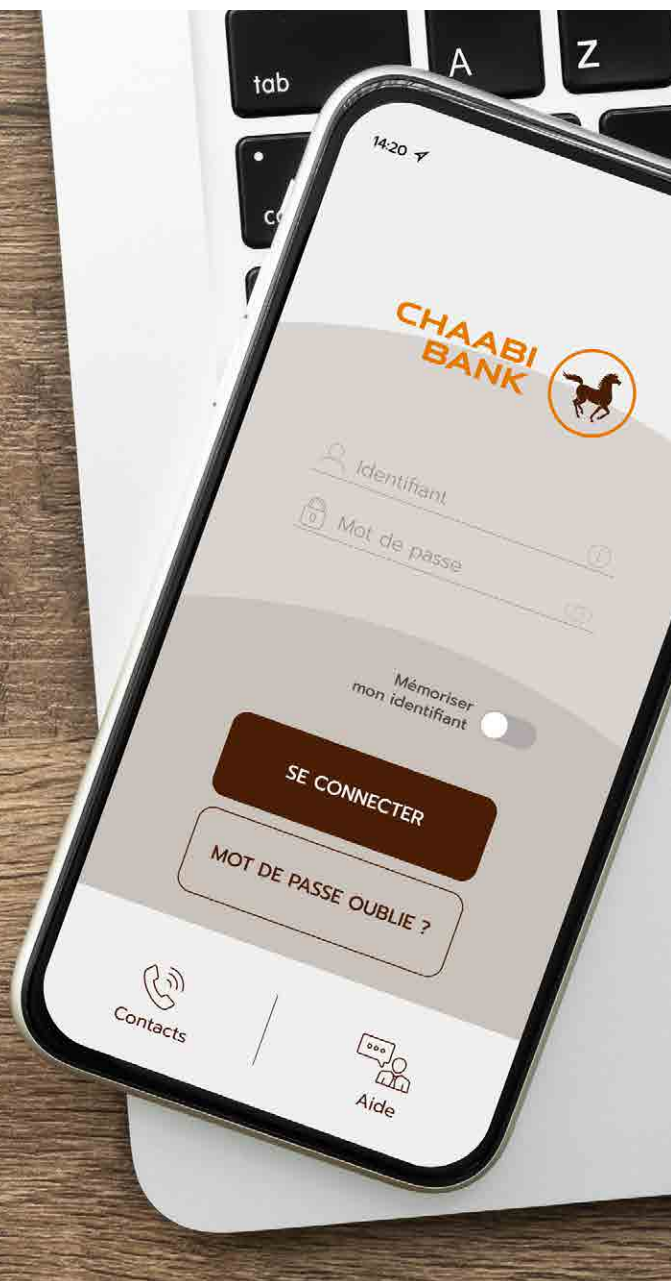 tab
A
Z
14:20
CHAABI
BANK
Identifiant
Mot de passe
Mémoriser
mon identifiant
SE CONNECTER
MOT DE PASSE OUBLIE ?
Contacts
Aide